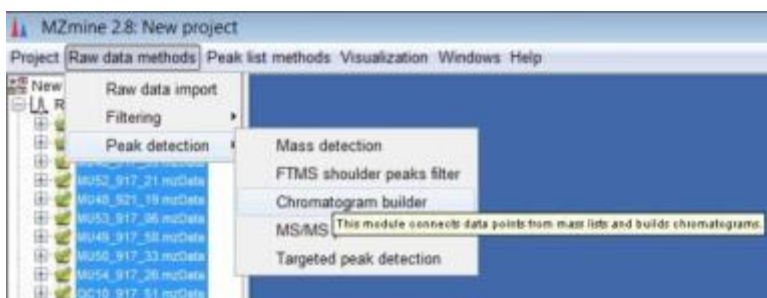 MZmine 2.8: New project
Project Raw data methods Peak list methods Visualization Windows Help
New
R
Raw data import
Filtering
Peak detection
Mass detection
FTMS shoulder peaks filter
Chromatogram builder
MS/MS
This module connects data points from mass lists and builds chromatograms.
Targeted peak detection
MU52_917_21.mzData
MU48_921_19.mzData
MU53_917_06.mzData
MU49_917_58.mzData
MU50_917_33.mzData
MU54_917_26.mzData
QC10_917_51.mzData